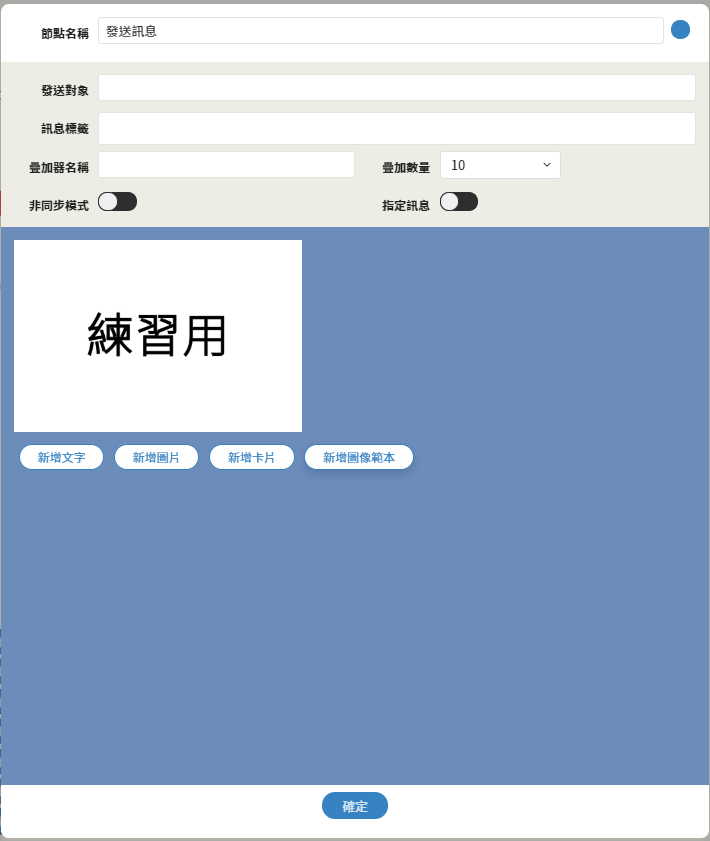 節點名稱 發送訊息
發送對象
訊息標籤
疊加器名稱 疊加數量 10
非同步模式 指定訊息
練習用
新增文字 新增圖片 新增卡片 新增圖像範本
確定